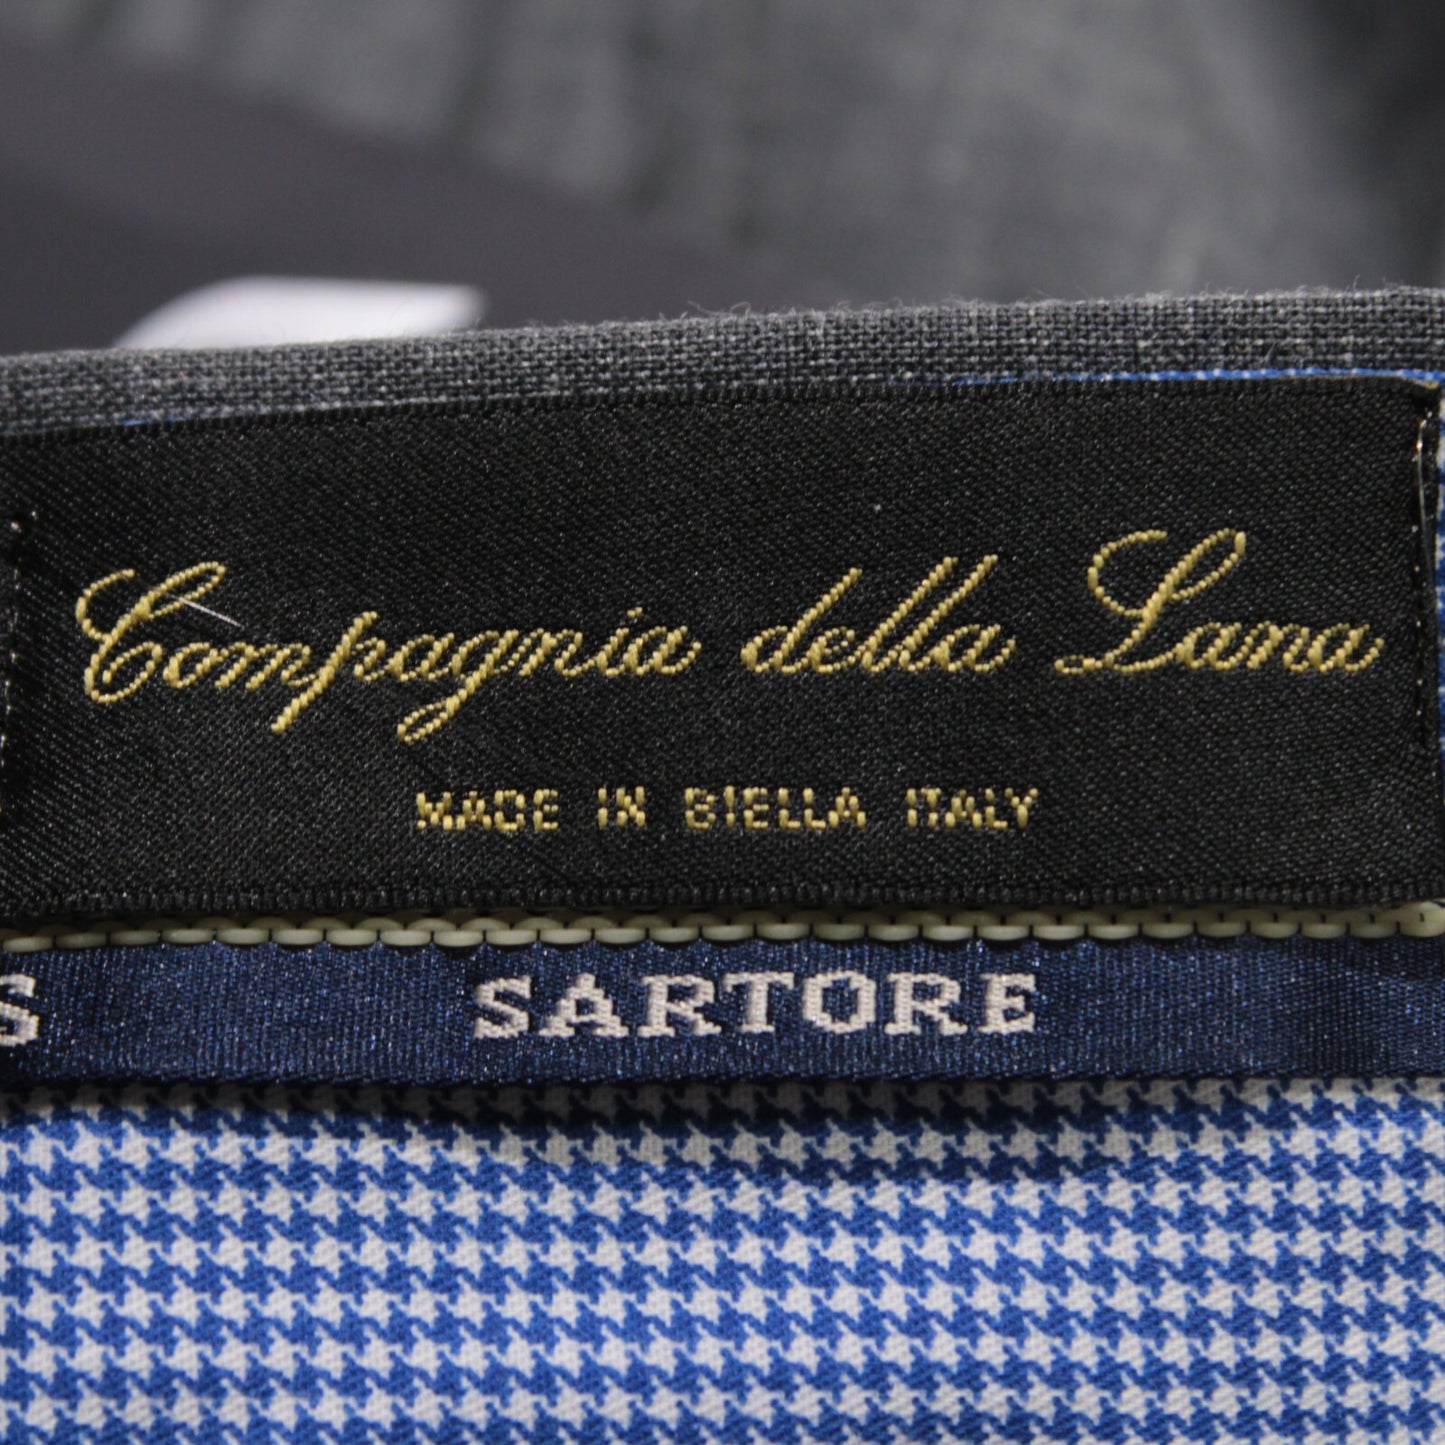 Compagnia della Lana
MADE IN BIELLA ITALY
S SARTORE